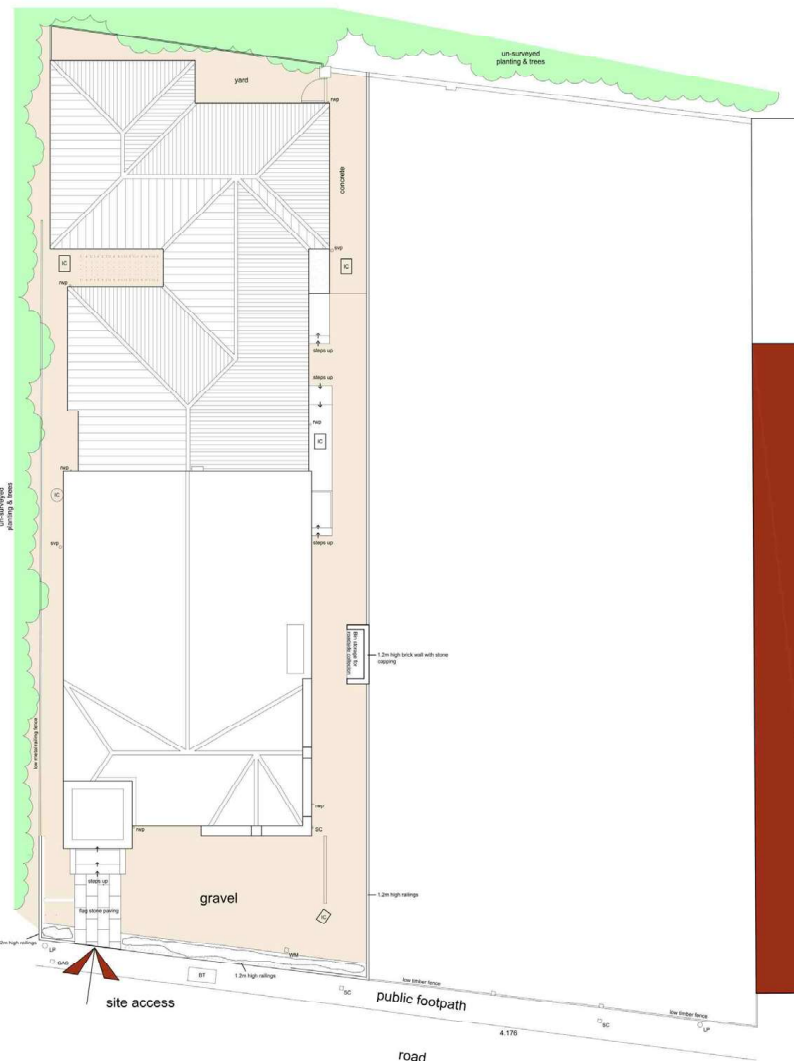 un-surveyed
planting & trees
yard
rwp
concrete
svp
IC
IC
rwp
steps up
steps up
rwp
IC
rwp
IC
un-surveyed
planting & trees
svp
steps up
Bin storage for
roadside collection
1.2m high brick wall with stone
capping
low metal railing fence
rwp
SC
rwp
steps up
gravel
1.2m high railings
flag stone paving
IC
2m high railings
LP
WM
GAS
BT
1.2m high railings
low timber fence
SC
public footpath
site access
low timber fence
SC
LP
4.176
road